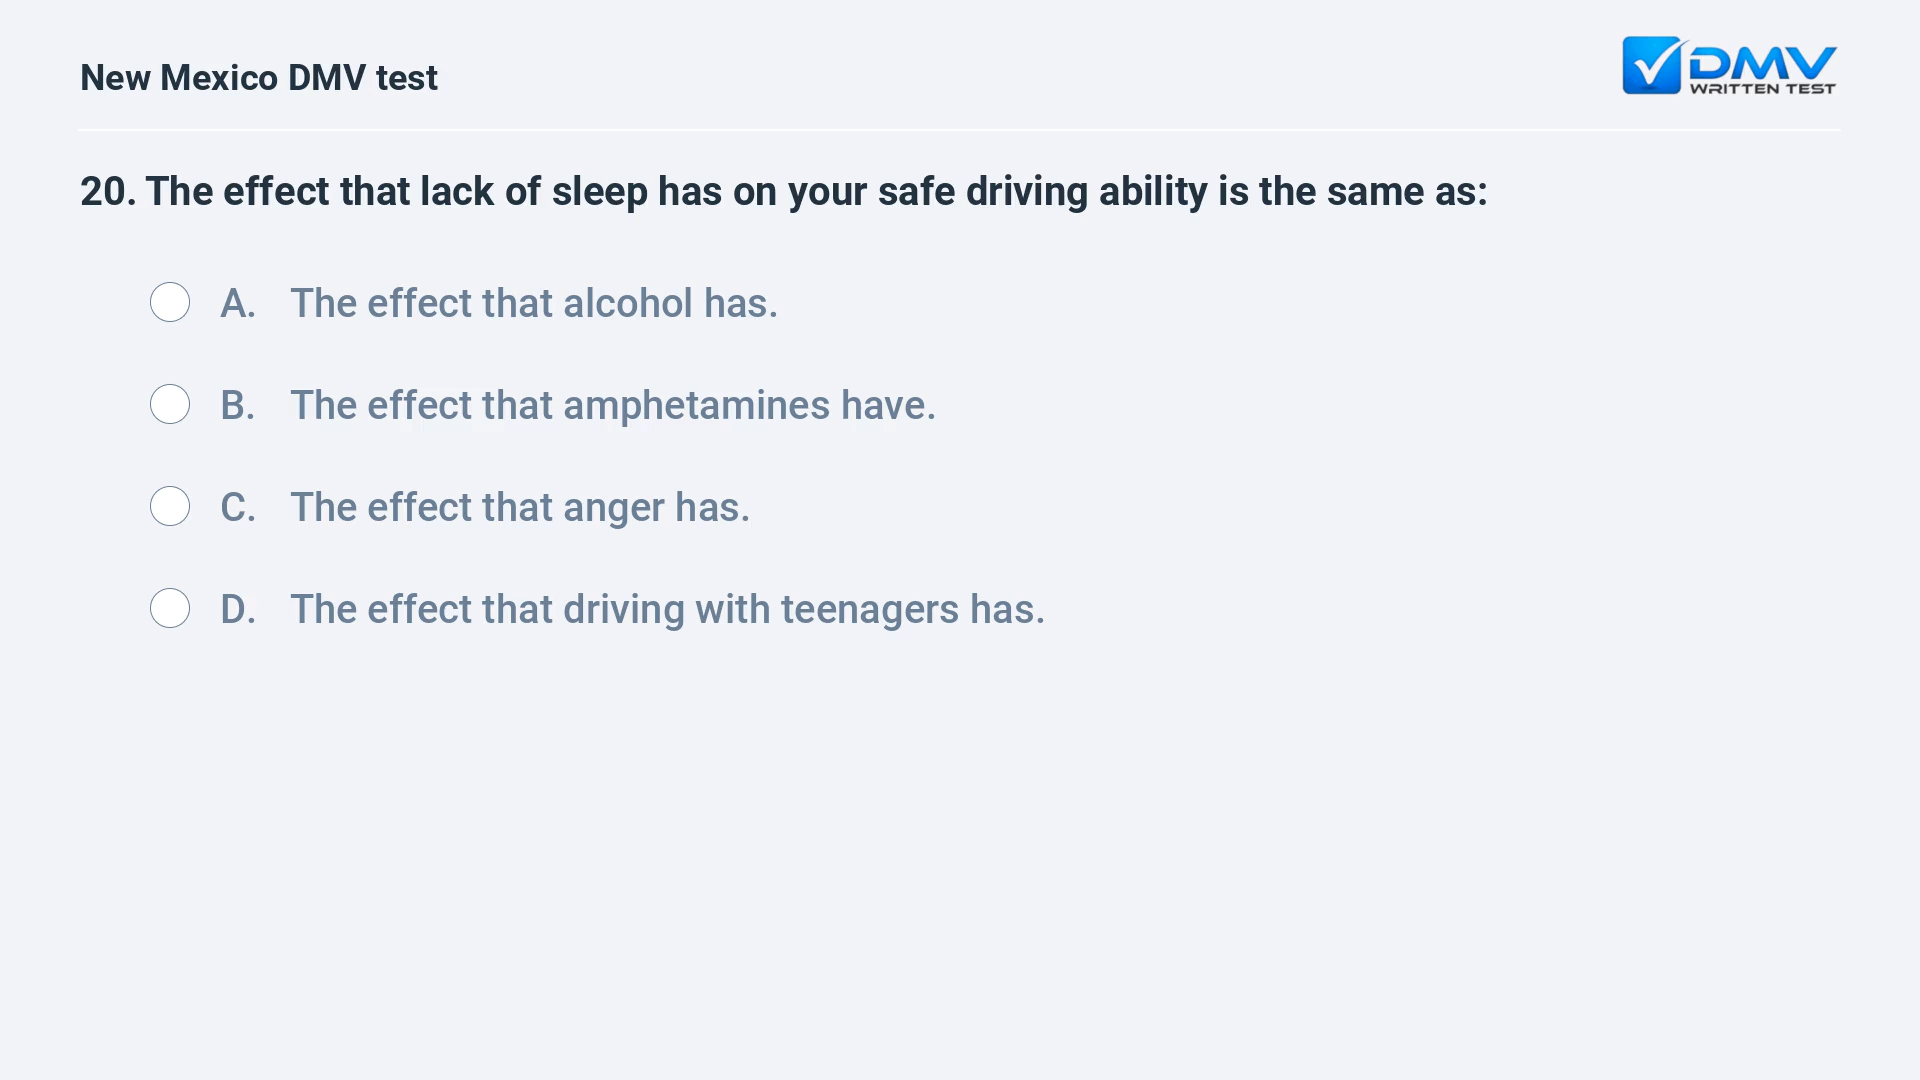 New Mexico DMV test
DMV
WRITTEN TEST
20. The effect that lack of sleep has on your safe driving ability is the same as:
A. The effect that alcohol has.
B. The effect that amphetamines have.
C. The effect that anger has.
D. The effect that driving with teenagers has.